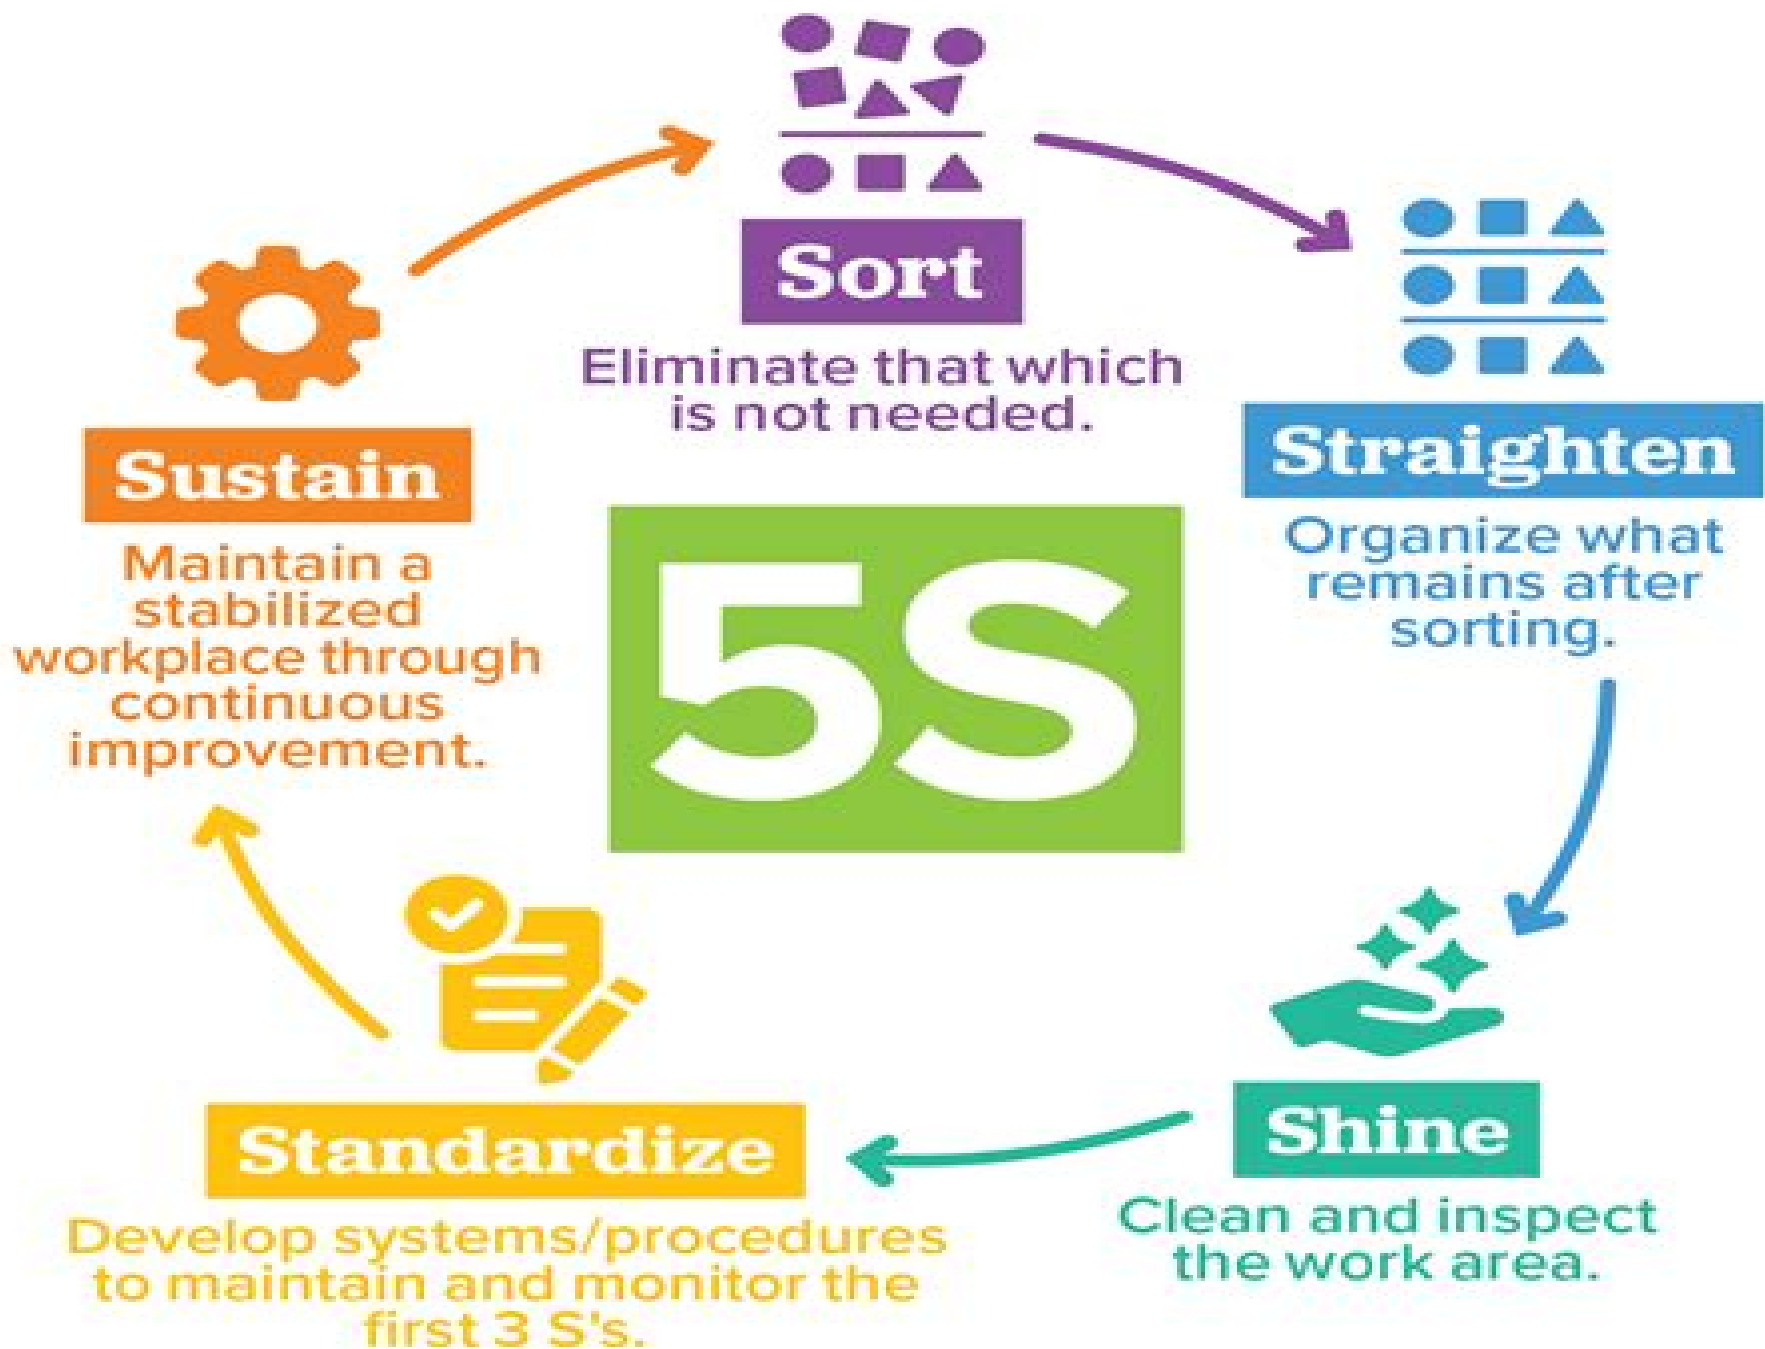 Sort
Eliminate that which
is not needed.
Straighten
Organize what
remains after
sorting.
Shine
Clean and inspect
the work area.
Standardize
Develop systems/procedures
to maintain and monitor the
first 3 S's.
Sustain
Maintain a
stabilized
workplace through
continuous
improvement.
5S